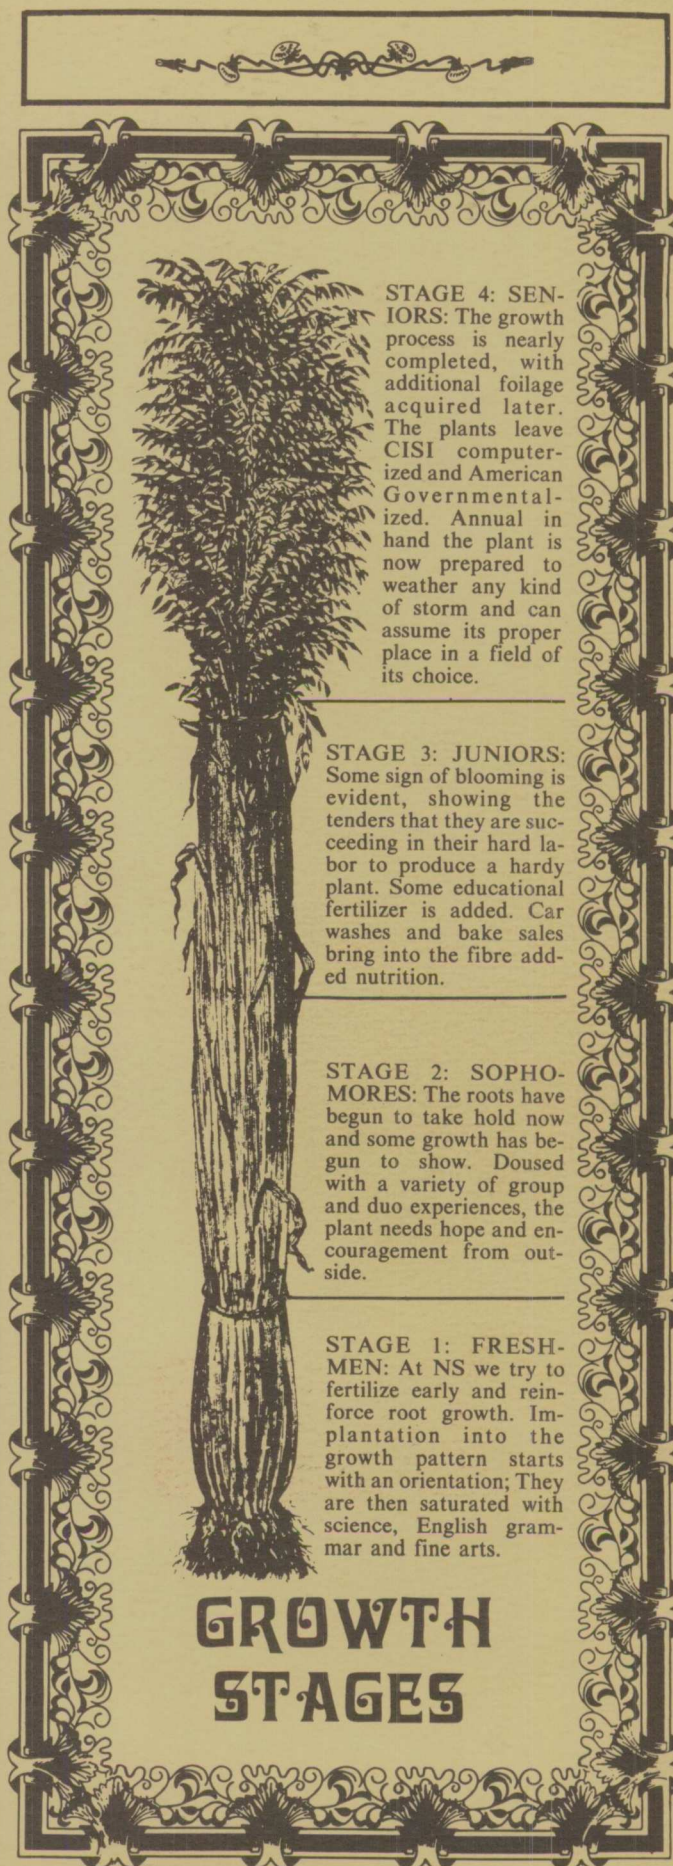 STAGE 4: SEN-
IORS: The growth
process is nearly
completed, with
additional foilage
acquired later.
The plants leave
CISI computer-
ized and American
Governmental-
ized. Annual in
hand the plant is
now prepared to
weather any kind
of storm and can
assume its proper
place in a field of
its choice.
STAGE 3: JUNIORS:
Some sign of blooming is
evident, showing the
tenders that they are suc-
ceeding in their hard la-
bor to produce a hardy
plant. Some educational
fertilizer is added. Car
washes and bake sales
bring into the fibre add-
ed nutrition.
STAGE 2: SOPHO-
MORES: The roots have
begun to take hold now
and some growth has be-
gun to show. Doused
with a variety of group
and duo experiences, the
plant needs hope and en-
couragement from out-
side.
STAGE 1: FRESH-
MEN: At NS we try to
fertilize early and rein-
force root growth. Im-
plantation into the
growth pattern starts
with an orientation; They
are then saturated with
science, English gram-
mar and fine arts.
GROWTH
STAGES